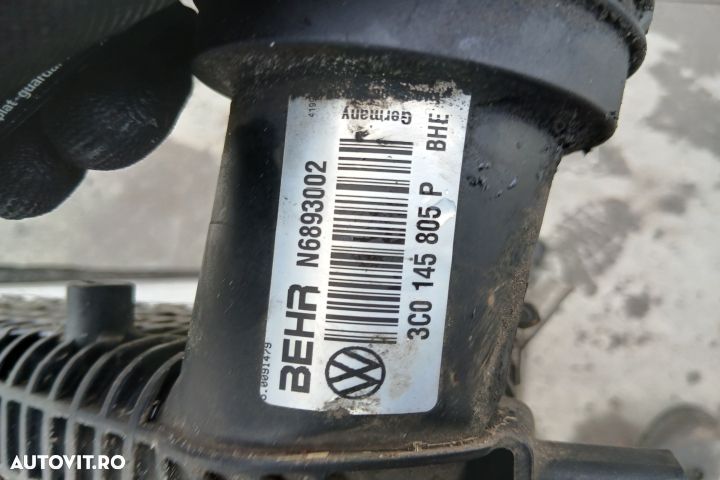 BEHR N6893002
Germany
3C0 145 805 P BHE
AUTOVIT.RO